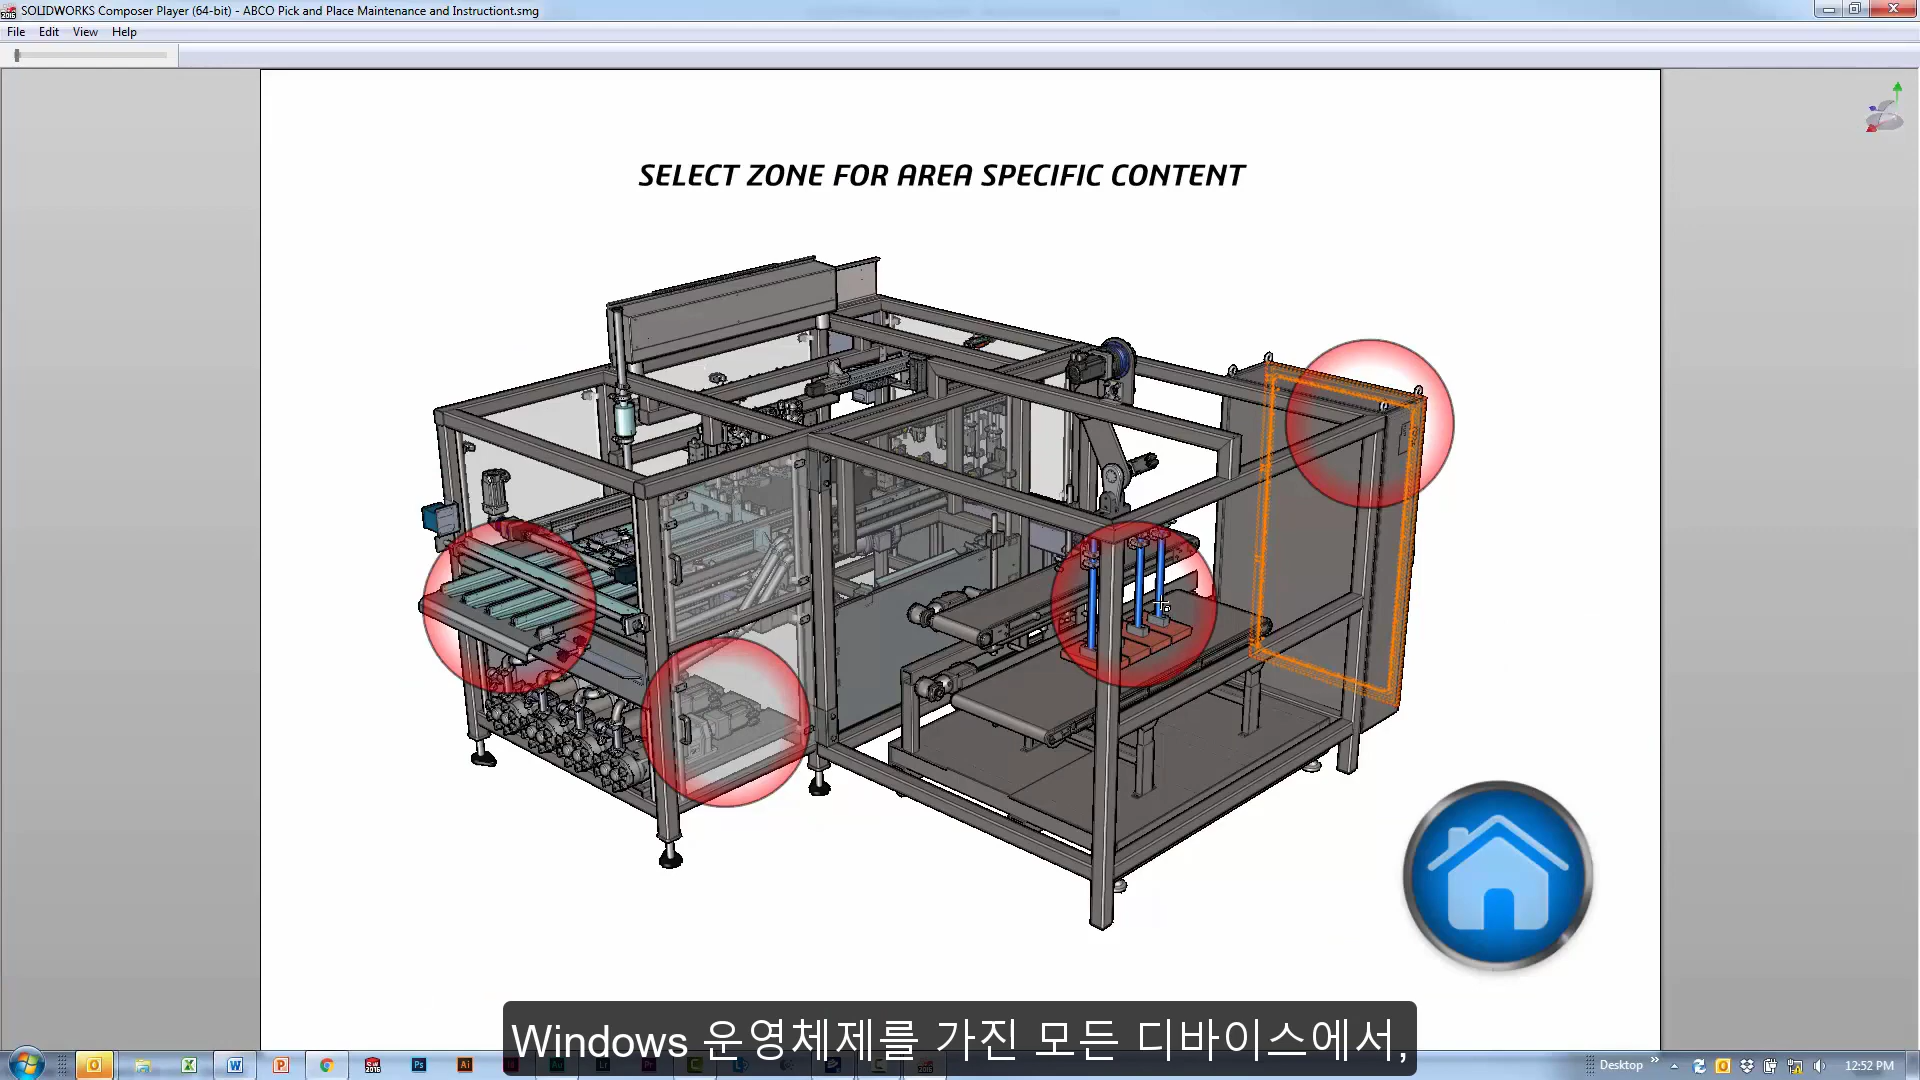 SOLIDWORKS Composer Player (64-bit) - ABCO Pick and Place Maintenance and Instructiont.smg
File Edit View Help
SELECT ZONE FOR AREA SPECIFIC CONTENT
Windows 운영체제를 가진 모든 디바이스에서,
Desktop
12:52 PM